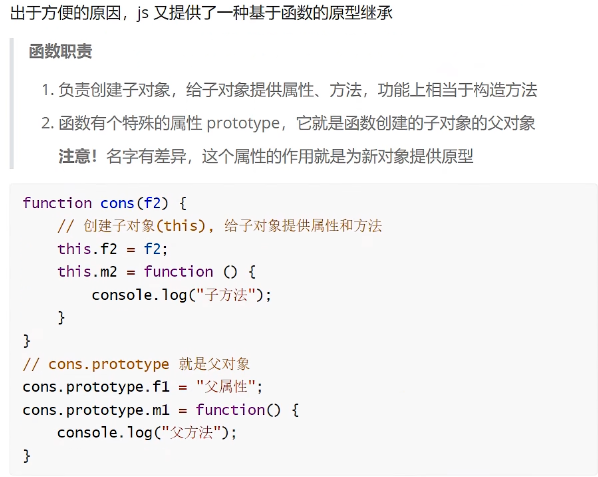 出于方便的原因，js 又提供了一种基于函数的原型继承
函数职责
1. 负责创建子对象，给子对象提供属性、方法，功能上相当于构造方法
2. 函数有个特殊的属性 prototype，它就是函数创建的子对象的父对象
注意！名字有差异，这个属性的作用就是为新对象提供原型
function cons(f2) {
    // 创建子对象(this), 给子对象提供属性和方法
    this.f2 = f2;
    this.m2 = function () {
        console.log("子方法");
    }
}
// cons.prototype 就是父对象
cons.prototype.f1 = "父属性";
cons.prototype.m1 = function() {
    console.log("父方法");
}